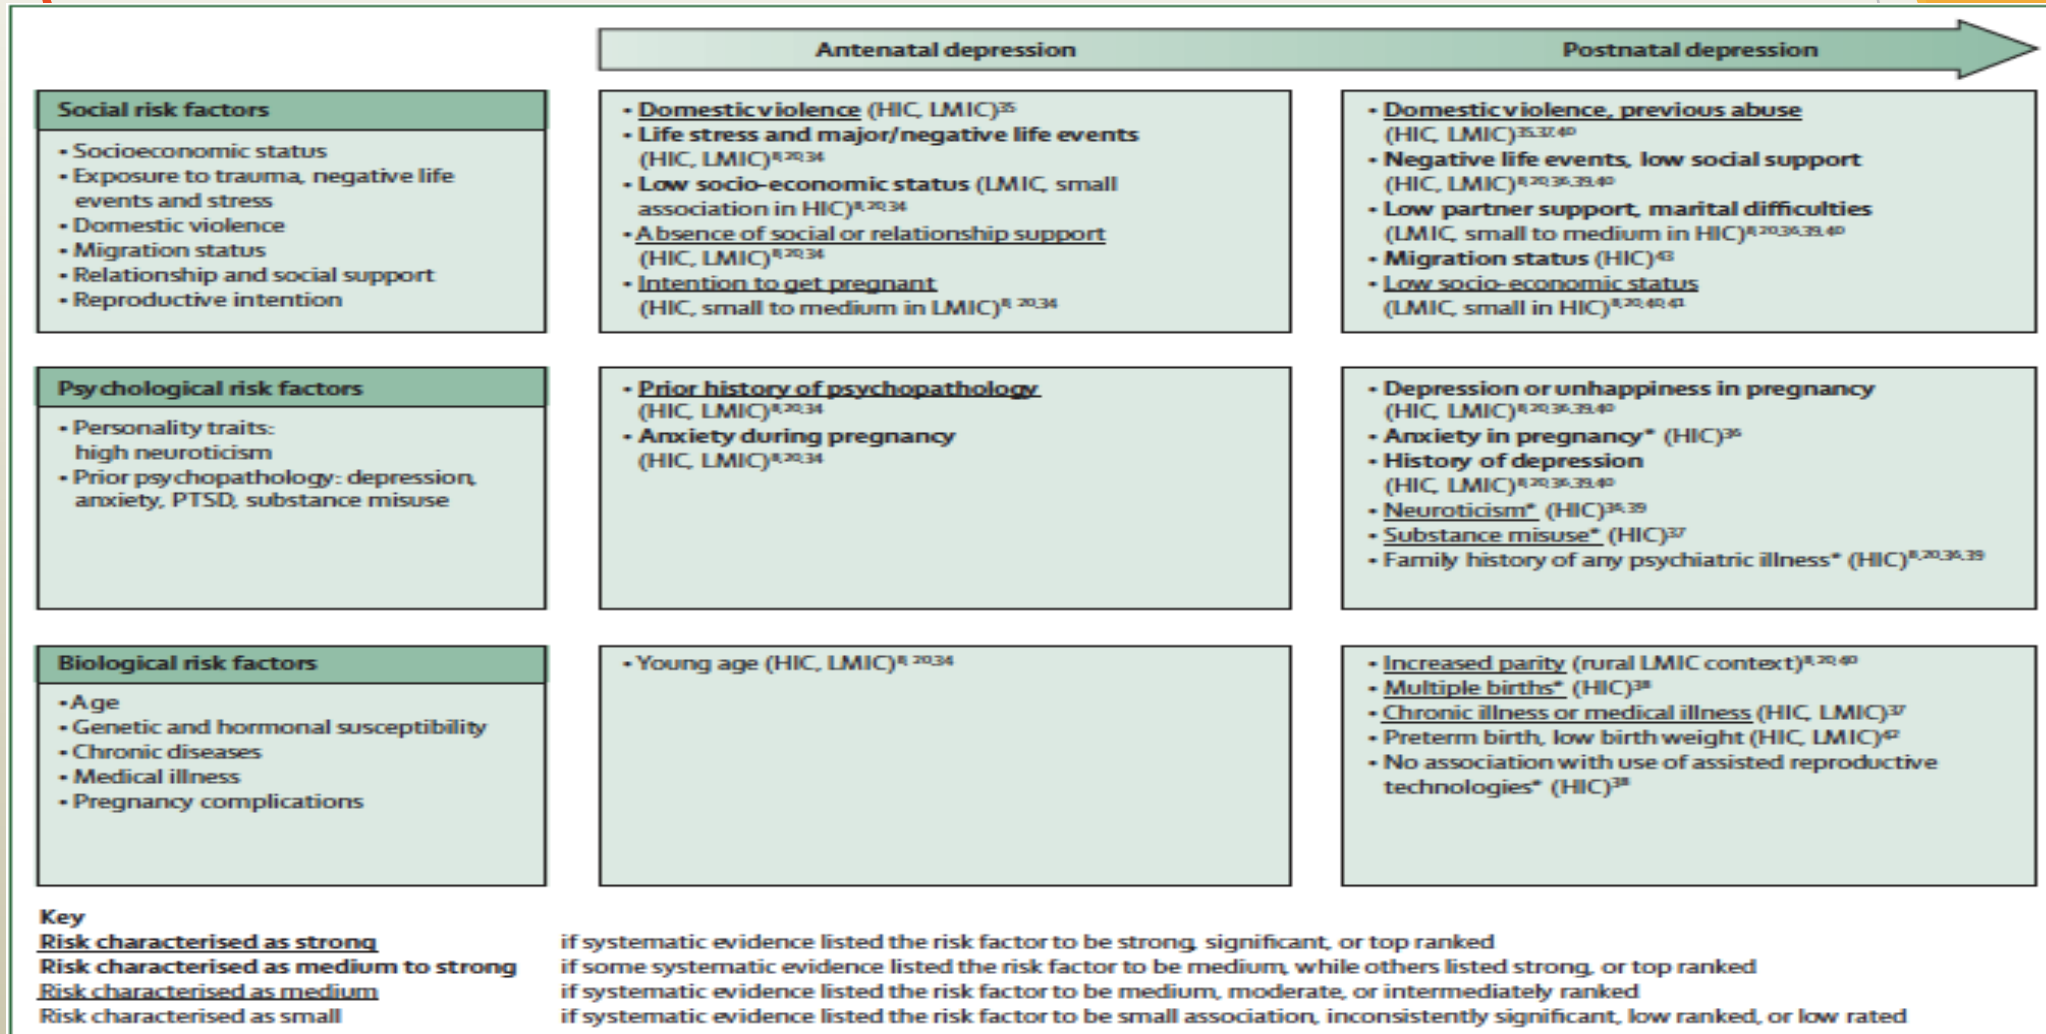 Antenatal depression
Postnatal depression
Social risk factors
• Socioeconomic status
• Exposure to trauma, negative life
events and stress
• Domestic violence
• Migration status
• Relationship and social support
• Reproductive intention
• Domestic violence (HIC, LMIC)35
• Life stress and major/negative life events
(HIC, LMIC)8,20,34
• Low socio-economic status (LMIC, small
association in HIC)8,20,34
• Absence of social or relationship support
(HIC, LMIC)8,20,34
• Intention to get pregnant
(HIC, small to medium in LMIC)8, 20,34
• Domestic violence, previous abuse
(HIC, LMIC)35,37,40
• Negative life events, low social support
(HIC, LMIC)8,20,36,39,40
• Low partner support, marital difficulties
(LMIC, small to medium in HIC)8,20,36,39,40
• Migration status (HIC)43
• Low socio-economic status
(LMIC, small in HIC)8,20,40,41
Psychological risk factors
• Personality traits:
high neuroticism
• Prior psychopathology: depression,
anxiety, PTSD, substance misuse
• Prior history of psychopathology
(HIC, LMIC)8,20,34
• Anxiety during pregnancy
(HIC, LMIC)8,20,34
• Depression or unhappiness in pregnancy
(HIC, LMIC)8,20,36,39,40
• Anxiety in pregnancy* (HIC)36
• History of depression
(HIC, LMIC)8,20,36,39,40
• Neuroticism* (HIC)36,39
• Substance misuse* (HIC)37
• Family history of any psychiatric illness* (HIC)8,20,36,39
Biological risk factors
• Age
• Genetic and hormonal susceptibility
• Chronic diseases
• Medical illness
• Pregnancy complications
• Young age (HIC, LMIC)8, 20,34
• Increased parity (rural LMIC context)8,20,40
• Multiple births* (HIC)38
• Chronic illness or medical illness (HIC, LMIC)37
• Preterm birth, low birth weight (HIC, LMIC)42
• No association with use of assisted reproductive
technologies* (HIC)38
Key
Risk characterised as strong if systematic evidence listed the risk factor to be strong, significant, or top ranked
Risk characterised as medium to strong if some systematic evidence listed the risk factor to be medium, while others listed strong, or top ranked
Risk characterised as medium if systematic evidence listed the risk factor to be medium, moderate, or intermediately ranked
Risk characterised as small if systematic evidence listed the risk factor to be small association, inconsistently significant, low ranked, or low rated